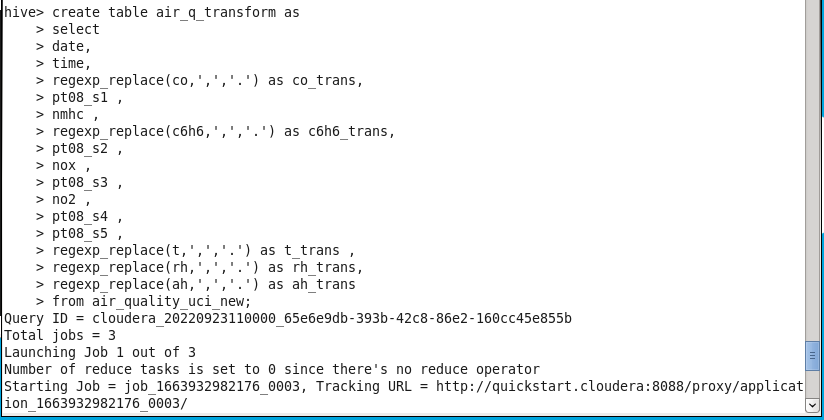 hive> create table air_q_transform as
    > select
    > date,
    > time,
    > regexp_replace(co,',','.') as co_trans,
    > pt08_s1 ,
    > nmhc ,
    > regexp_replace(c6h6,',','.') as c6h6_trans,
    > pt08_s2 ,
    > nox ,
    > pt08_s3 ,
    > no2 ,
    > pt08_s4 ,
    > pt08_s5 ,
    > regexp_replace(t,',','.') as t_trans ,
    > regexp_replace(rh,',','.') as rh_trans,
    > regexp_replace(ah,',','.') as ah_trans
    > from air_quality_uci_new;
Query ID = cloudera_20220923110000_65e6e9db-393b-42c8-86e2-160cc45e855b
Total jobs = 3
Launching Job 1 out of 3
Number of reduce tasks is set to 0 since there's no reduce operator
Starting Job = job_1663932982176_0003, Tracking URL = http://quickstart.cloudera:8088/proxy/applicat
ion_1663932982176_0003/